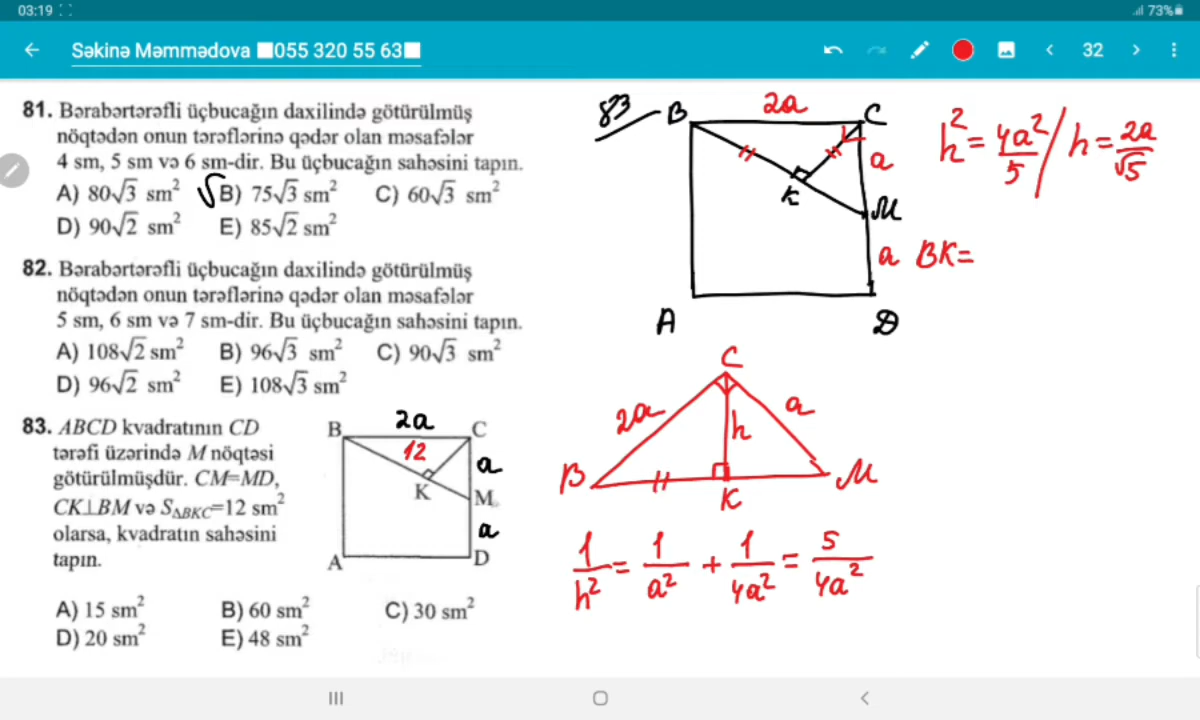 03:19
73%
Səkinə Məmmədova 055 320 55 63
32
81. Bərabərtərəfli üçbucağın daxilində götürülmüş
nöqtədən onun tərəflərinə qədər olan məsafələr
4 sm, 5 sm və 6 sm-dir. Bu üçbucağın sahəsini tapın.
A) 80√3 sm² B) 75√3 sm² C) 60√3 sm²
D) 90√2 sm² E) 85√2 sm²
82. Bərabərtərəfli üçbucağın daxilində götürülmüş
nöqtədən onun tərəflərinə qədər olan məsafələr
5 sm, 6 sm və 7 sm-dir. Bu üçbucağın sahəsini tapın.
A) 108√2 sm² B) 96√3 sm² C) 90√3 sm²
D) 96√2 sm² E) 108√3 sm²
83. ABCD kvadratının CD
tərəfi üzərində M nöqtəsi
götürülmüşdür. CM=MD,
CK⊥BM və S△BKC=12 sm²
olarsa, kvadratın sahəsini
tapın.
B 2a C
12 a
K M
a
A D
A) 15 sm² B) 60 sm² C) 30 sm²
D) 20 sm² E) 48 sm²
83
B 2a C
a
K M
a
A D
h² = 4a²/5 / h = 2a/√5
BK=
C
2a h a
B K M
1/h² = 1/a² + 1/4a² = 5/4a²